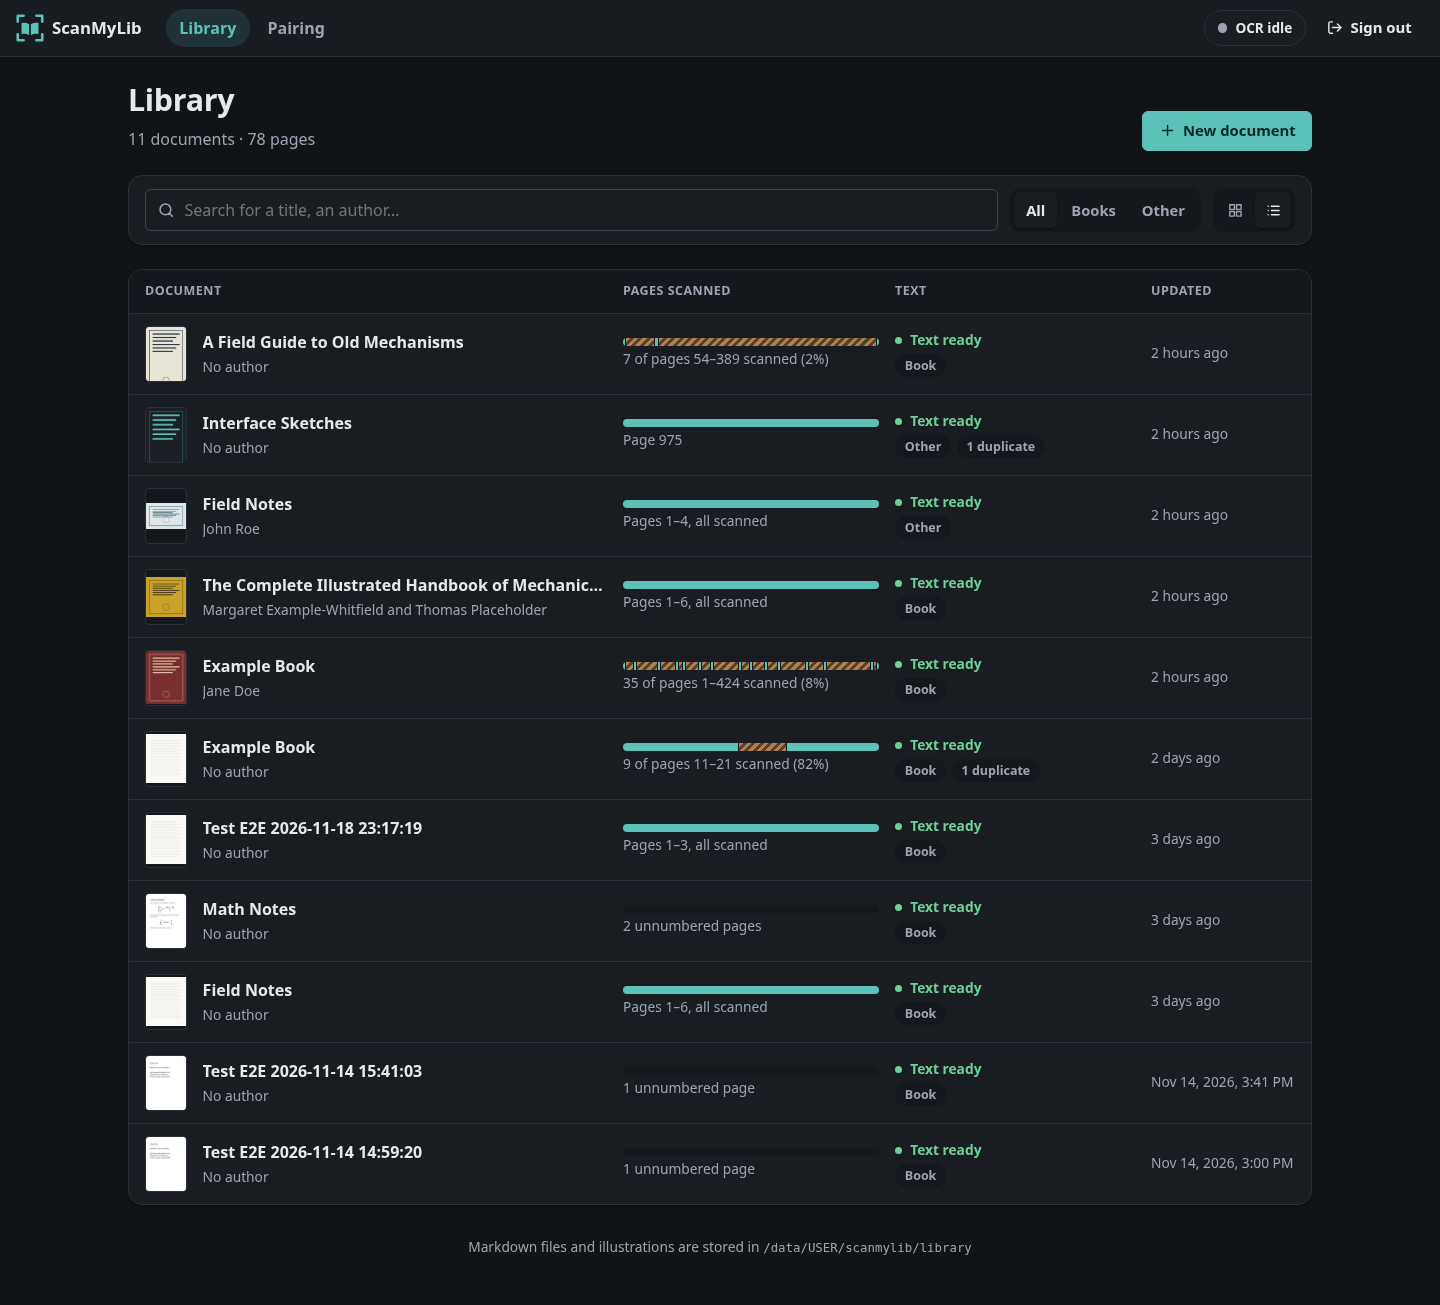 ScanMyLib
Library
Pairing
OCR idle
Sign out
Library
11 documents · 78 pages
New document
Search for a title, an author...
All
Books
Other
DOCUMENT
PAGES SCANNED
TEXT
UPDATED
A Field Guide to Old Mechanisms
No author
7 of pages 54–389 scanned (2%)
Text ready
Book
2 hours ago
Interface Sketches
No author
Page 975
Text ready
Other
1 duplicate
2 hours ago
Field Notes
John Roe
Pages 1–4, all scanned
Text ready
Other
2 hours ago
The Complete Illustrated Handbook of Mechanic...
Margaret Example-Whitfield and Thomas Placeholder
Pages 1–6, all scanned
Text ready
Book
2 hours ago
Example Book
Jane Doe
35 of pages 1–424 scanned (8%)
Text ready
Book
2 hours ago
Example Book
No author
9 of pages 11–21 scanned (82%)
Text ready
Book
1 duplicate
2 days ago
Test E2E 2026-11-18 23:17:19
No author
Pages 1–3, all scanned
Text ready
Book
3 days ago
Math Notes
No author
2 unnumbered pages
Text ready
Book
3 days ago
Field Notes
No author
Pages 1–6, all scanned
Text ready
Book
3 days ago
Test E2E 2026-11-14 15:41:03
No author
1 unnumbered page
Text ready
Book
Nov 14, 2026, 3:41 PM
Test E2E 2026-11-14 14:59:20
No author
1 unnumbered page
Text ready
Book
Nov 14, 2026, 3:00 PM
Markdown files and illustrations are stored in /data/USER/scanmylib/library